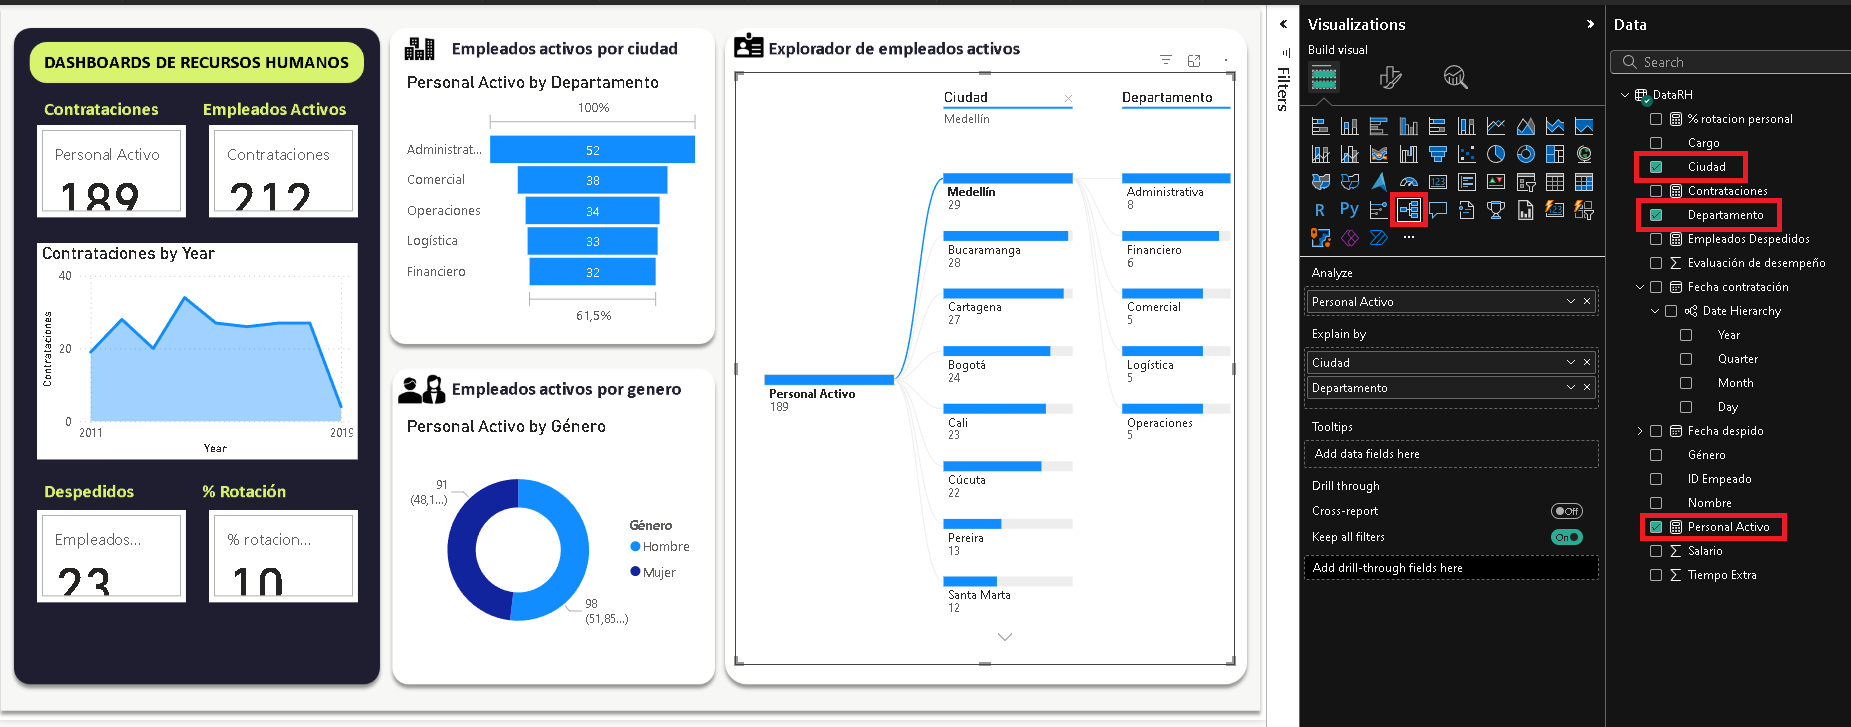 DASHBOARDS DE RECURSOS HUMANOS
Contrataciones
Empleados Activos
Personal Activo
189
Contrataciones
212
Contrataciones by Year
Contrataciones
40
20
0
2011
2019
Year
Despedidos
% Rotación
Empleados...
23
% rotacion...
10
Empleados activos por ciudad
Personal Activo by Departamento
100%
Administrat...
52
Comercial
38
Operaciones
34
Logística
33
Financiero
32
61,5%
Empleados activos por genero
Personal Activo by Género
91
(48,1...)
98
(51,85...)
Género
Hombre
Mujer
Explorador de empleados activos
Ciudad
Medellín
Departamento
Personal Activo
189
Medellín
29
Bucaramanga
28
Cartagena
27
Bogotá
24
Cali
23
Cúcuta
22
Pereira
13
Santa Marta
12
Administrativa
8
Financiero
6
Comercial
5
Logística
5
Operaciones
5
Filters
Visualizations
Build visual
R
Py
123
Analyze
Personal Activo
Explain by
Ciudad
Departamento
Tooltips
Add data fields here
Drill through
Cross-report
Off
Keep all filters
On
Add drill-through fields here
Data
Search
DataRH
% rotacion personal
Cargo
Ciudad
Contrataciones
Departamento
Empleados Despedidos
Evaluación de desempeño
Fecha contratación
Date Hierarchy
Year
Quarter
Month
Day
Fecha despido
Género
ID Empeado
Nombre
Personal Activo
Salario
Tiempo Extra